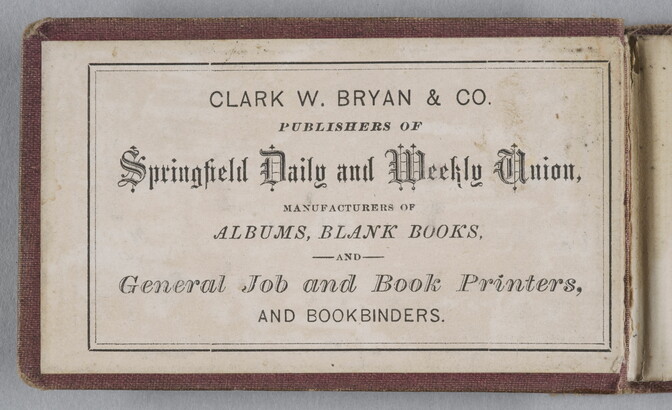 CLARK W. BRYAN & CO.
PUBLISHERS OF
Springfield Daily and Weekly Union,
MANUFACTURERS OF
ALBUMS, BLANK BOOKS,
—AND—
General Job and Book Printers,
AND BOOKBINDERS.